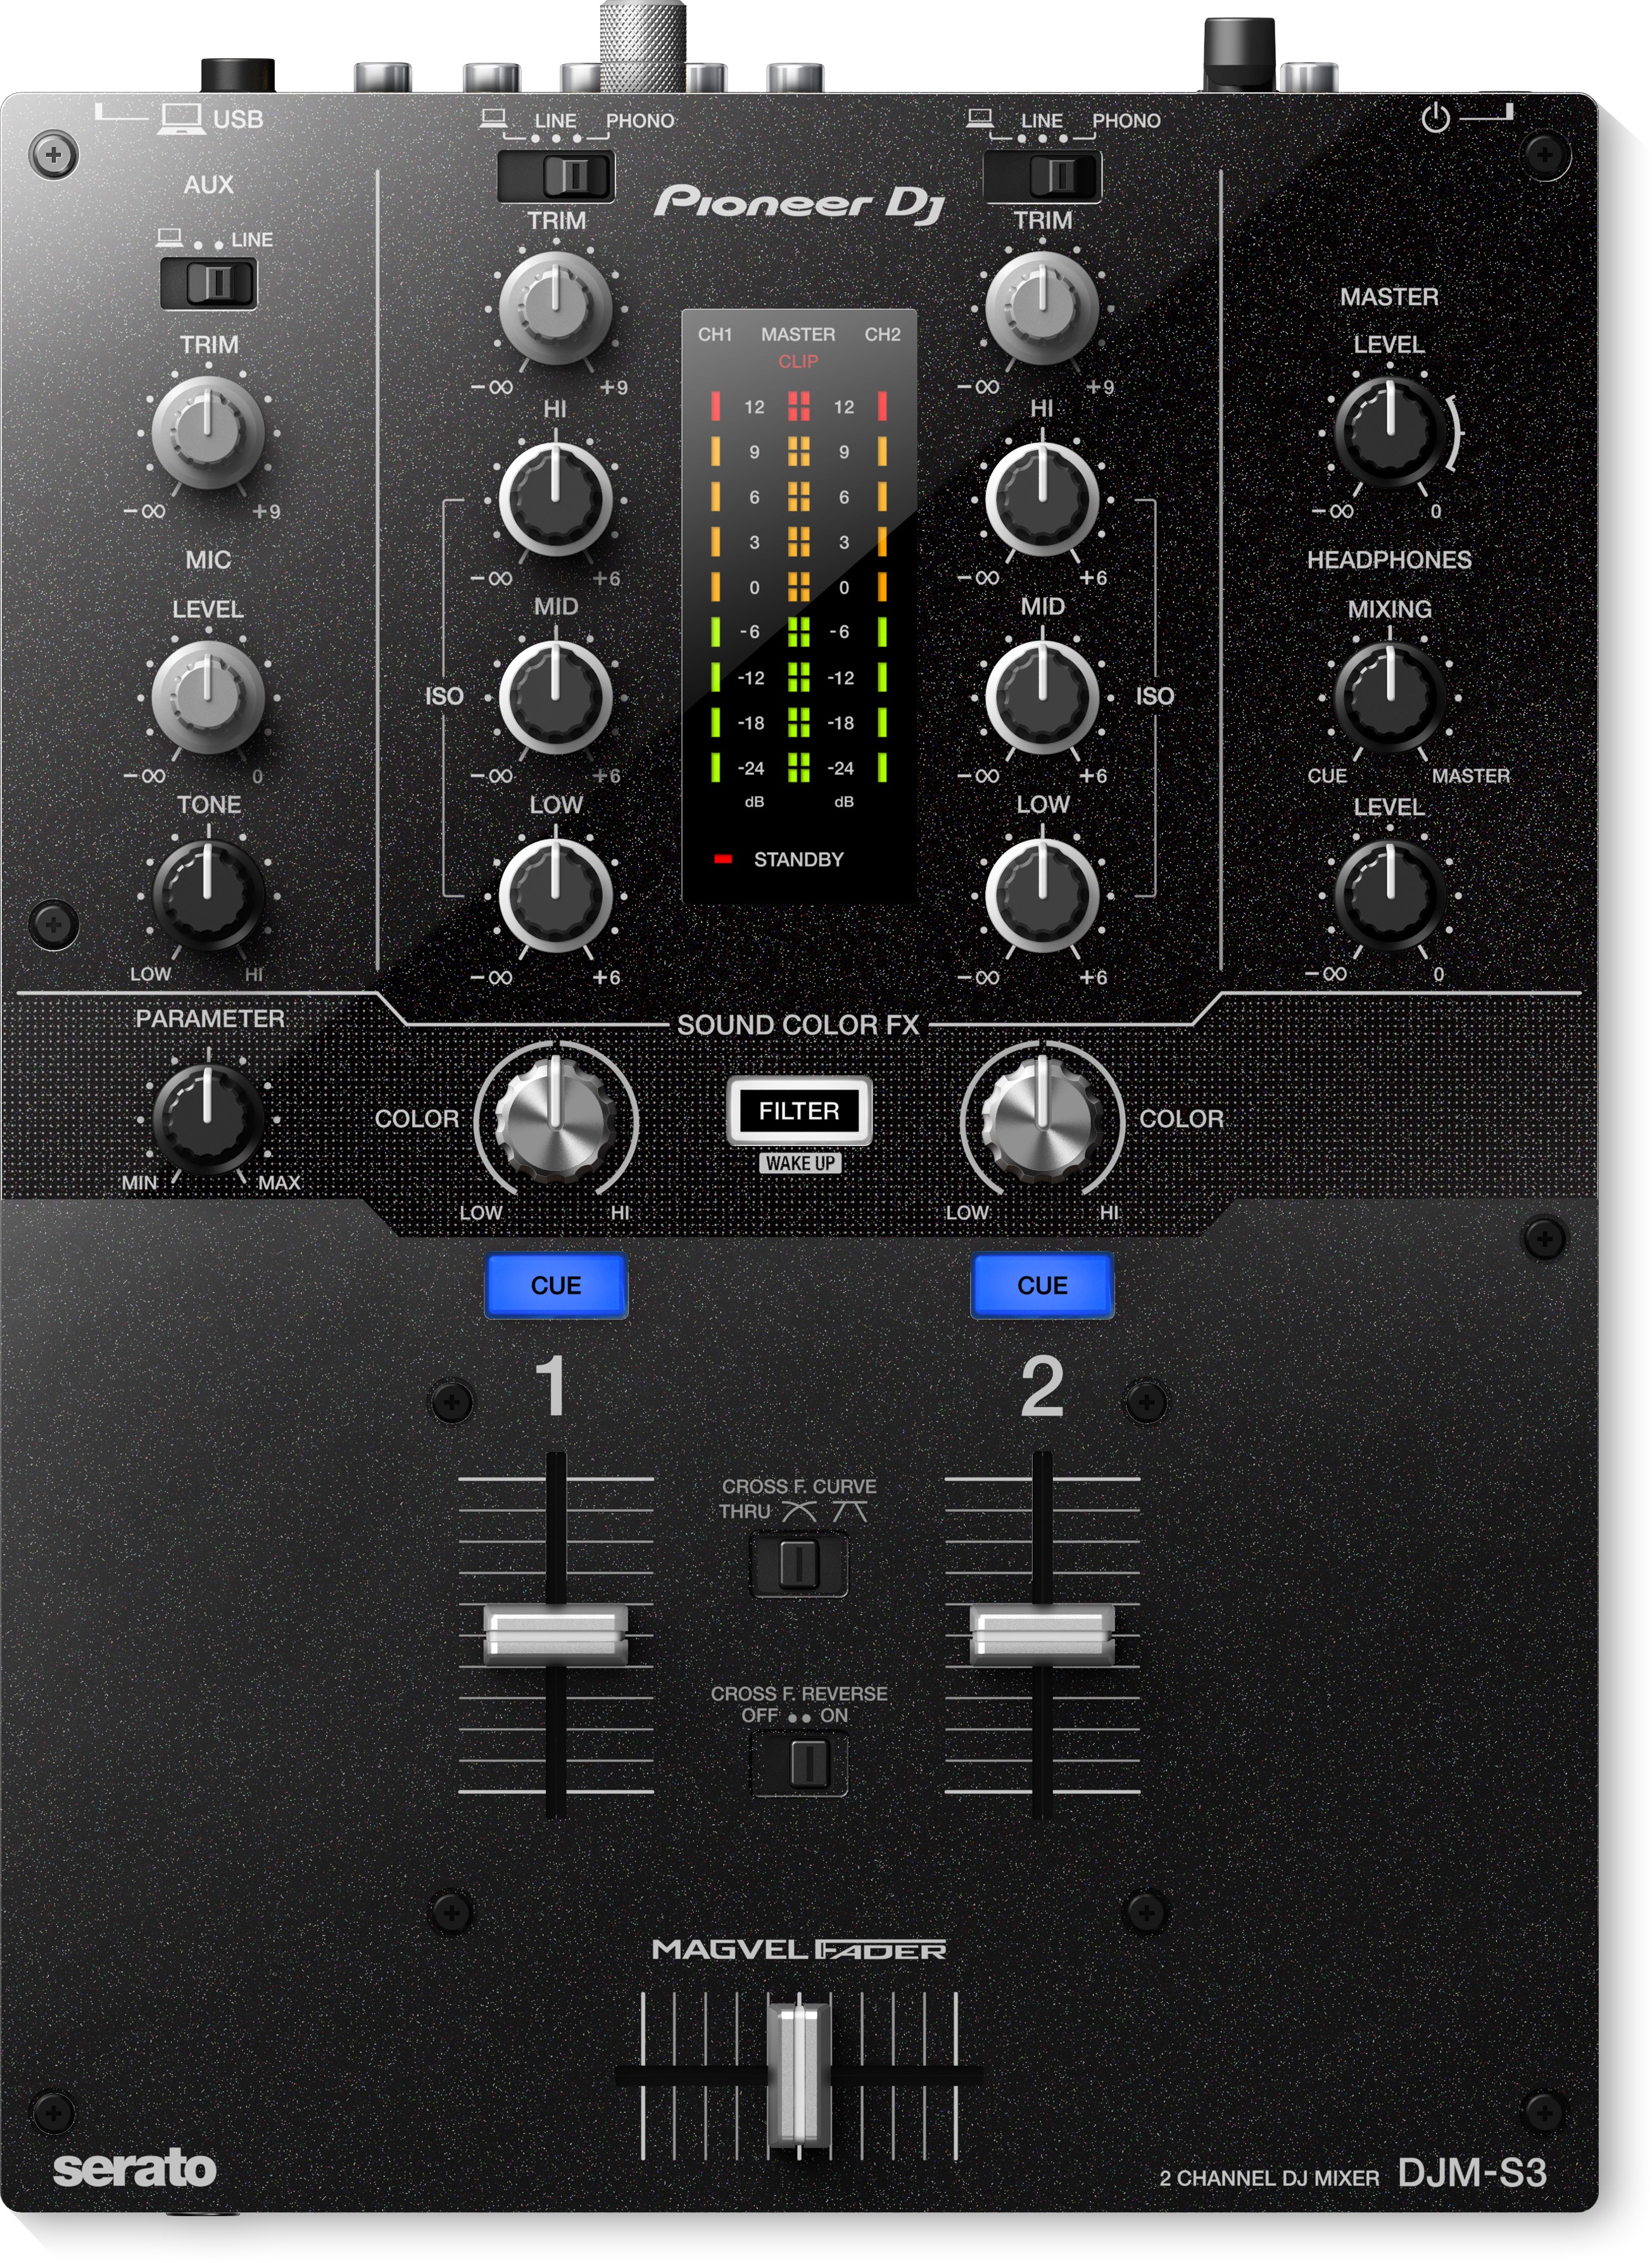 USB
LINE PHONO
LINE PHONO
AUX
LINE
TRIM
-∞ +9
MIC
LEVEL
-∞ 0
TONE
LOW HI
Pioneer Dj
TRIM
-∞ +9
HI
-∞ +6
MID
ISO
-∞ +6
LOW
-∞ +6
CH1 MASTER CH2
CLIP
12 12
9 9
6 6
3 3
0 0
-6 -6
-12 -12
-18 -18
-24 -24
dB dB
STANDBY
TRIM
-∞ +9
HI
-∞ +6
MID
ISO
-∞ +6
LOW
-∞ +6
MASTER
LEVEL
-∞ 0
HEADPHONES
MIXING
CUE MASTER
LEVEL
-∞ 0
PARAMETER
MIN MAX
SOUND COLOR FX
COLOR
LOW HI
FILTER
WAKE UP
COLOR
LOW HI
CUE CUE
1 2
CROSS F. CURVE
THRU
CROSS F. REVERSE
OFF ON
MAGVEL FADER
serato
2 CHANNEL DJ MIXER DJM-S3